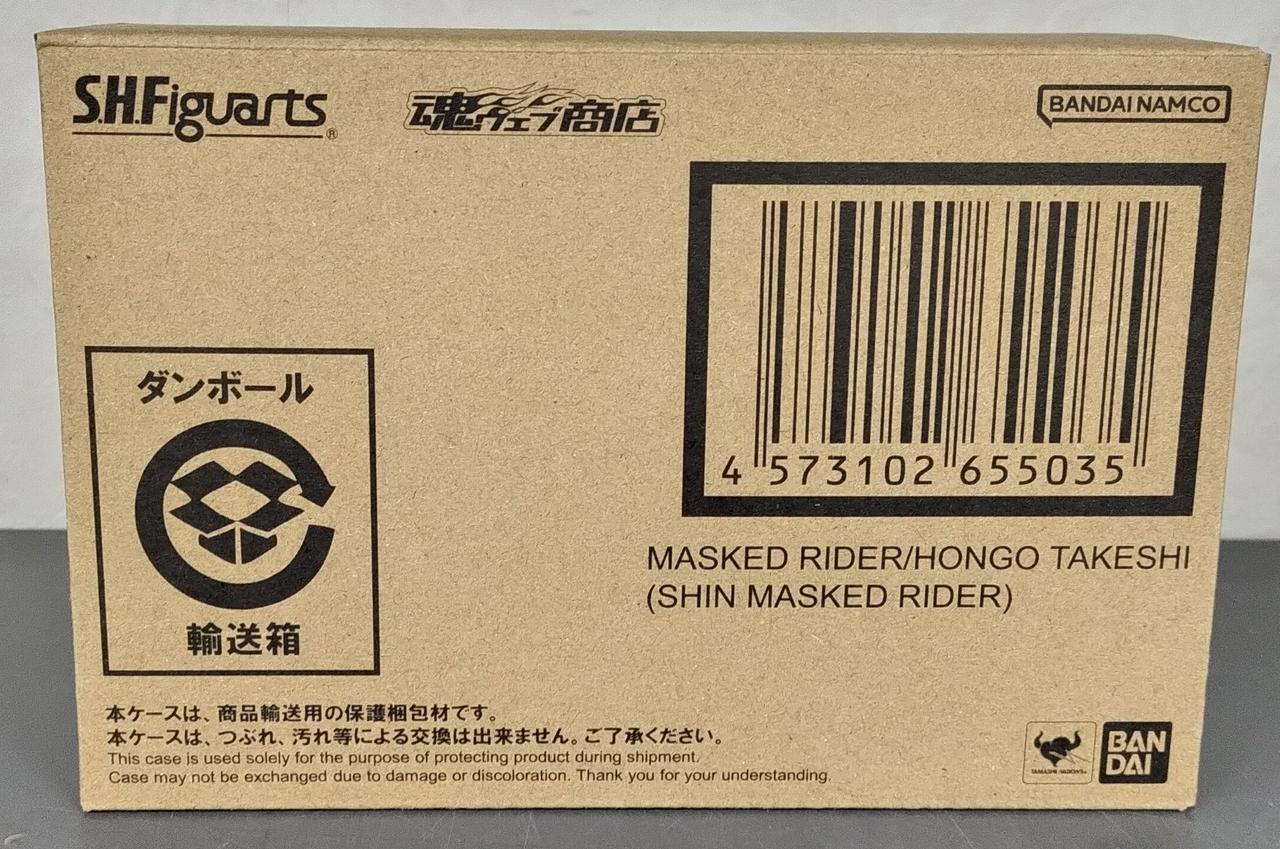 S.H.Figuarts®
魂ウェブ商店
BANDAI NAMCO
4 573102 655035
MASKED RIDER/HONGO TAKESHI
(SHIN MASKED RIDER)
ダンボール
輸送箱
本ケースは、商品輸送用の保護梱包材です。
本ケースは、つぶれ、汚れ等による交換は出来ません。ご了承ください。
This case is used solely for the purpose of protecting product during shipment.
Case may not be exchanged due to damage or discoloration. Thank you for your understanding.
TAMASHII NATIONS
BAN
DAI